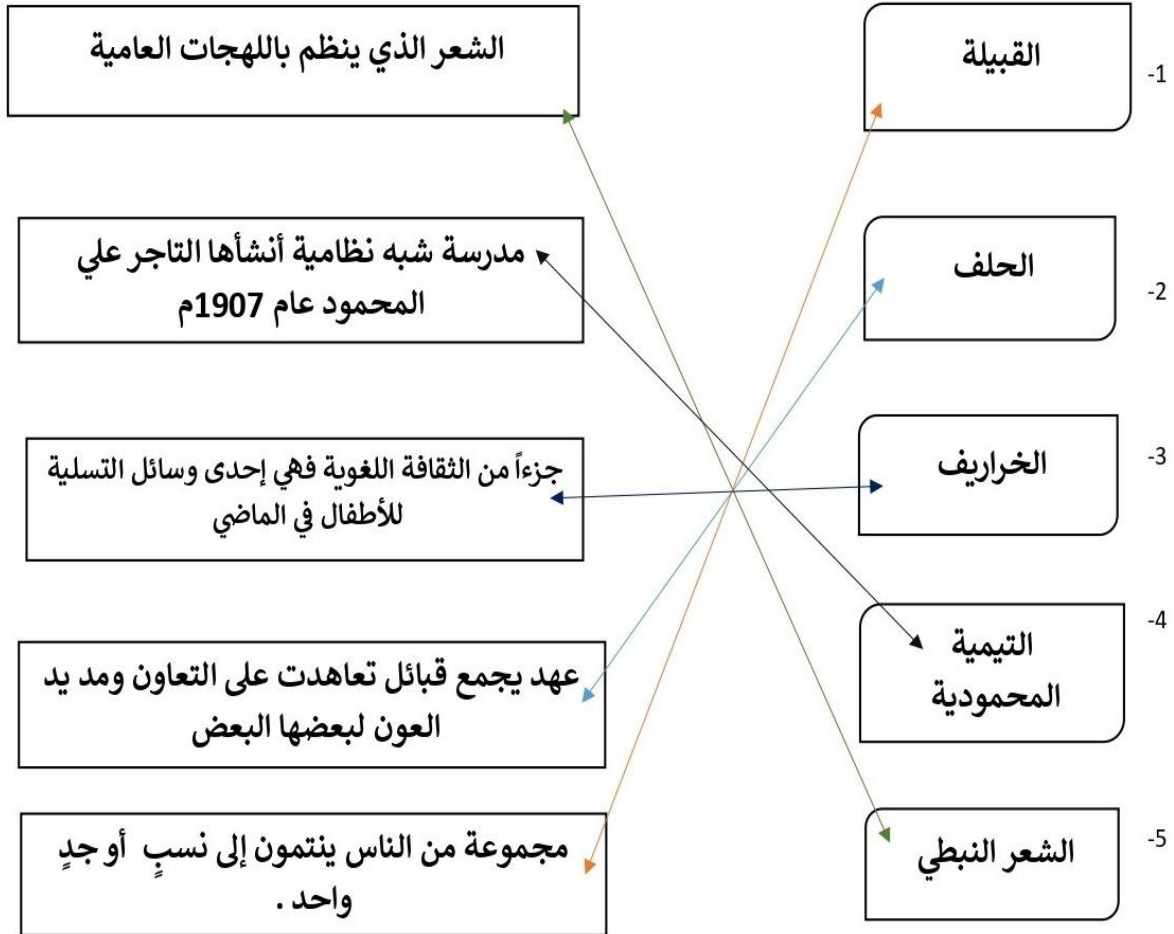 -1
القبيلة
الشعر الذي ينظم باللهجات العامية
-2
الحلف
مدرسة شبه نظامية أنشأها التاجر علي
المحمود عام 1907م
-3
الخراريف
جزءاً من الثقافة اللغوية فهي إحدى وسائل التسلية
للأطفال في الماضي
-4
التيمية
المحمودية
عهد يجمع قبائل تعاهدت على التعاون ومد يد
العون لبعضها البعض
-5
الشعر النبطي
مجموعة من الناس ينتمون إلى نسبٍ أو جدٍ
واحد .